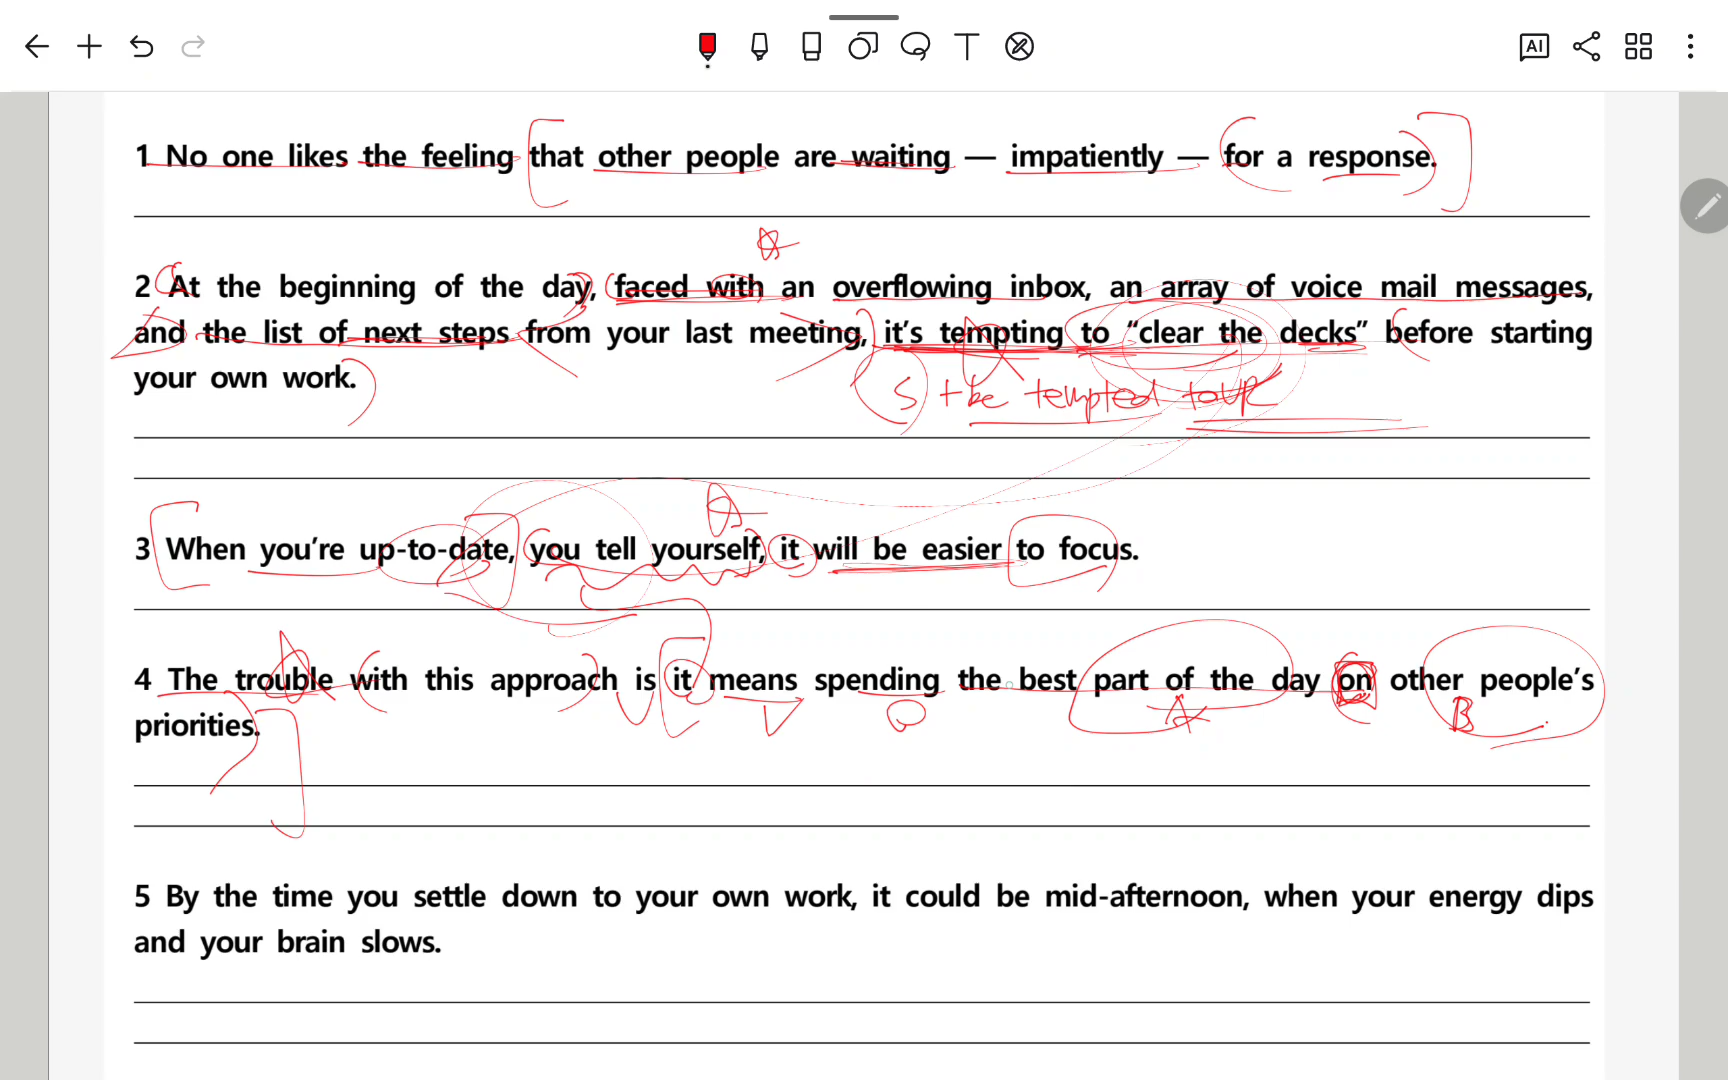 AI
1 No one likes the feeling that other people are waiting — impatiently — for a response.
2 At the beginning of the day, faced with an overflowing inbox, an array of voice mail messages,
and the list of next steps from your last meeting, it's tempting to “clear the decks” before starting
your own work.
S + be tempted to VR
3 When you're up-to-date, you tell yourself, it will be easier to focus.
4 The trouble with this approach is it means spending the best part of the day on other people's
priorities.
V
O
A
B
5 By the time you settle down to your own work, it could be mid-afternoon, when your energy dips
and your brain slows.